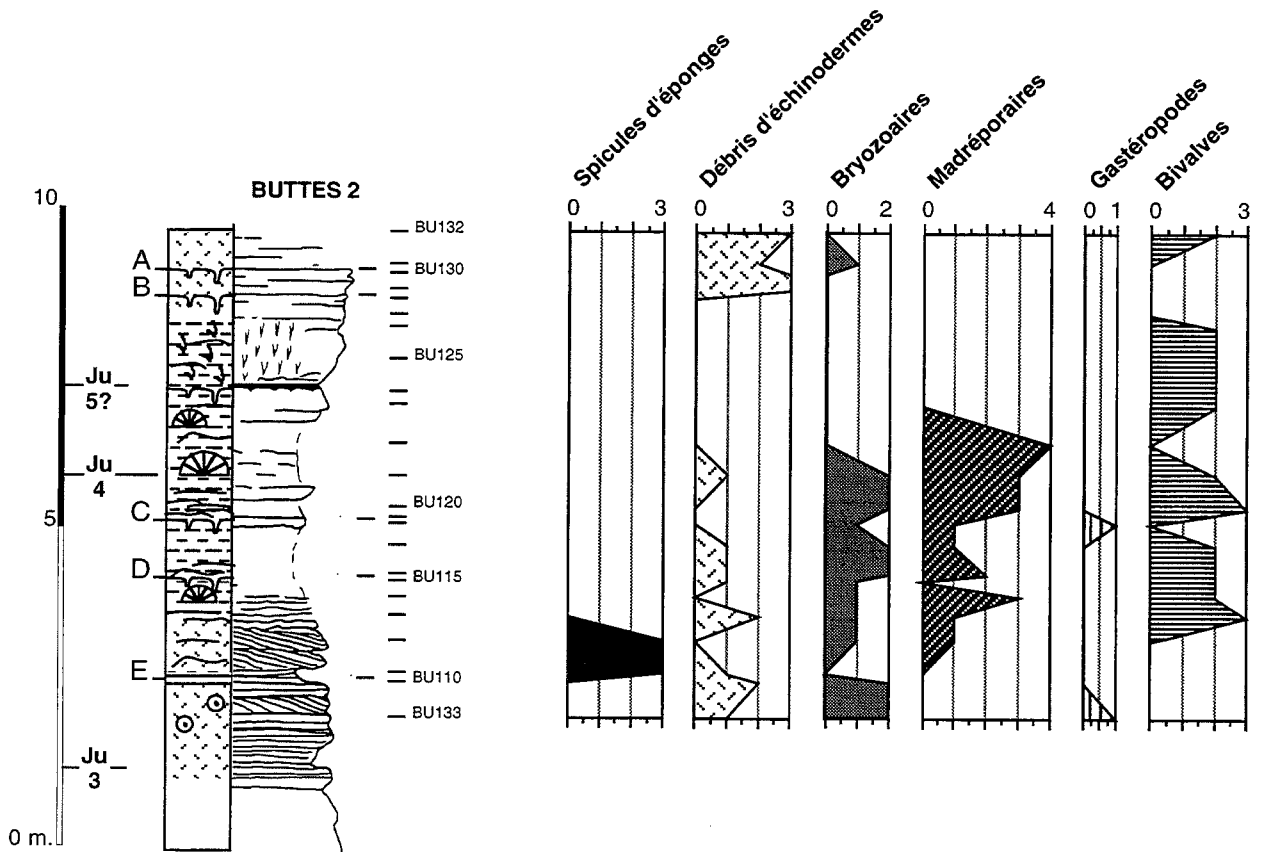 Spicules d'éponges
Débris d'échinodermes
Bryozoaires
Madréporaires
Gastéropodes
Bivalves
0 3
0 3
0 2
0 4
0 1
0 3
BUTTES 2
10
5
0 m.
A
B
Ju
5?
Ju
4
C
D
E
Ju
3
BU132
BU130
BU125
BU120
BU115
BU110
BU133